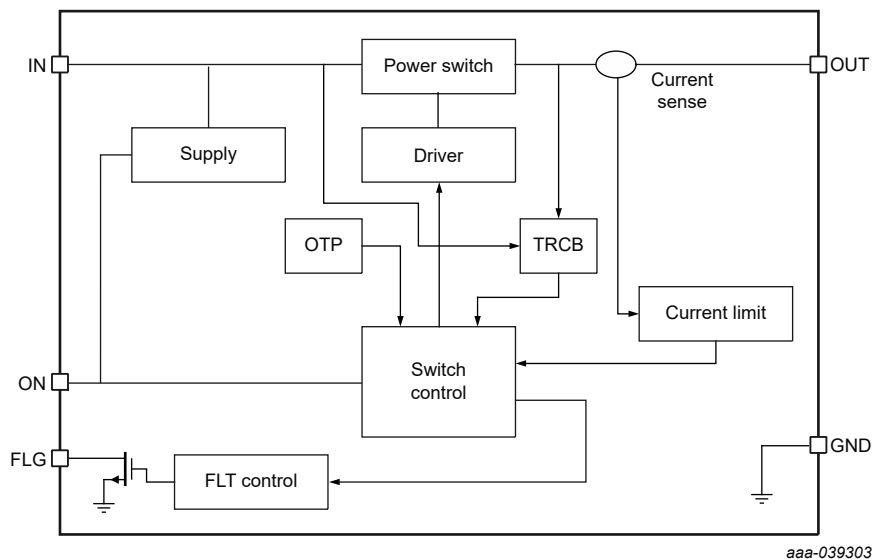 IN
Power switch
OUT
Current
sense
Supply
Driver
OTP
TRCB
Current limit
Switch
control
ON
FLG
FLT control
GND
aaa-039303